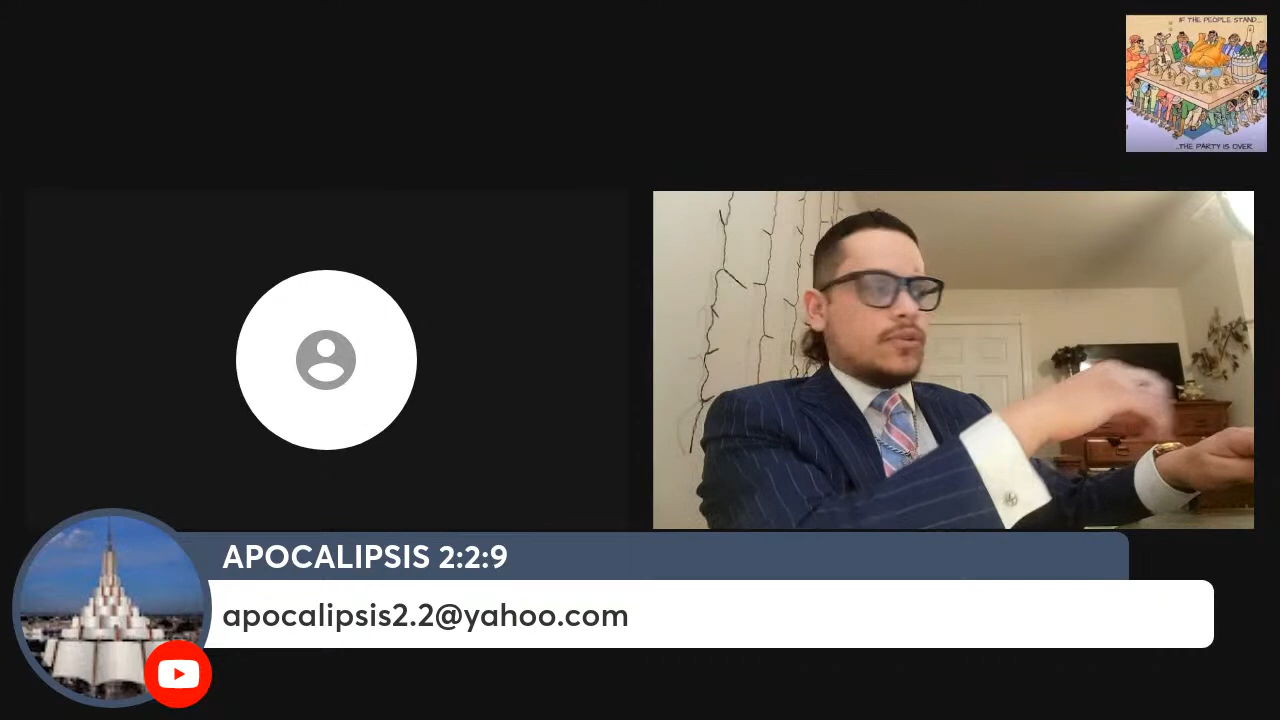 IF THE PEOPLE STAND...
...THE PARTY IS OVER
APOCALIPSIS 2:2:9
apocalipsis2.2@yahoo.com